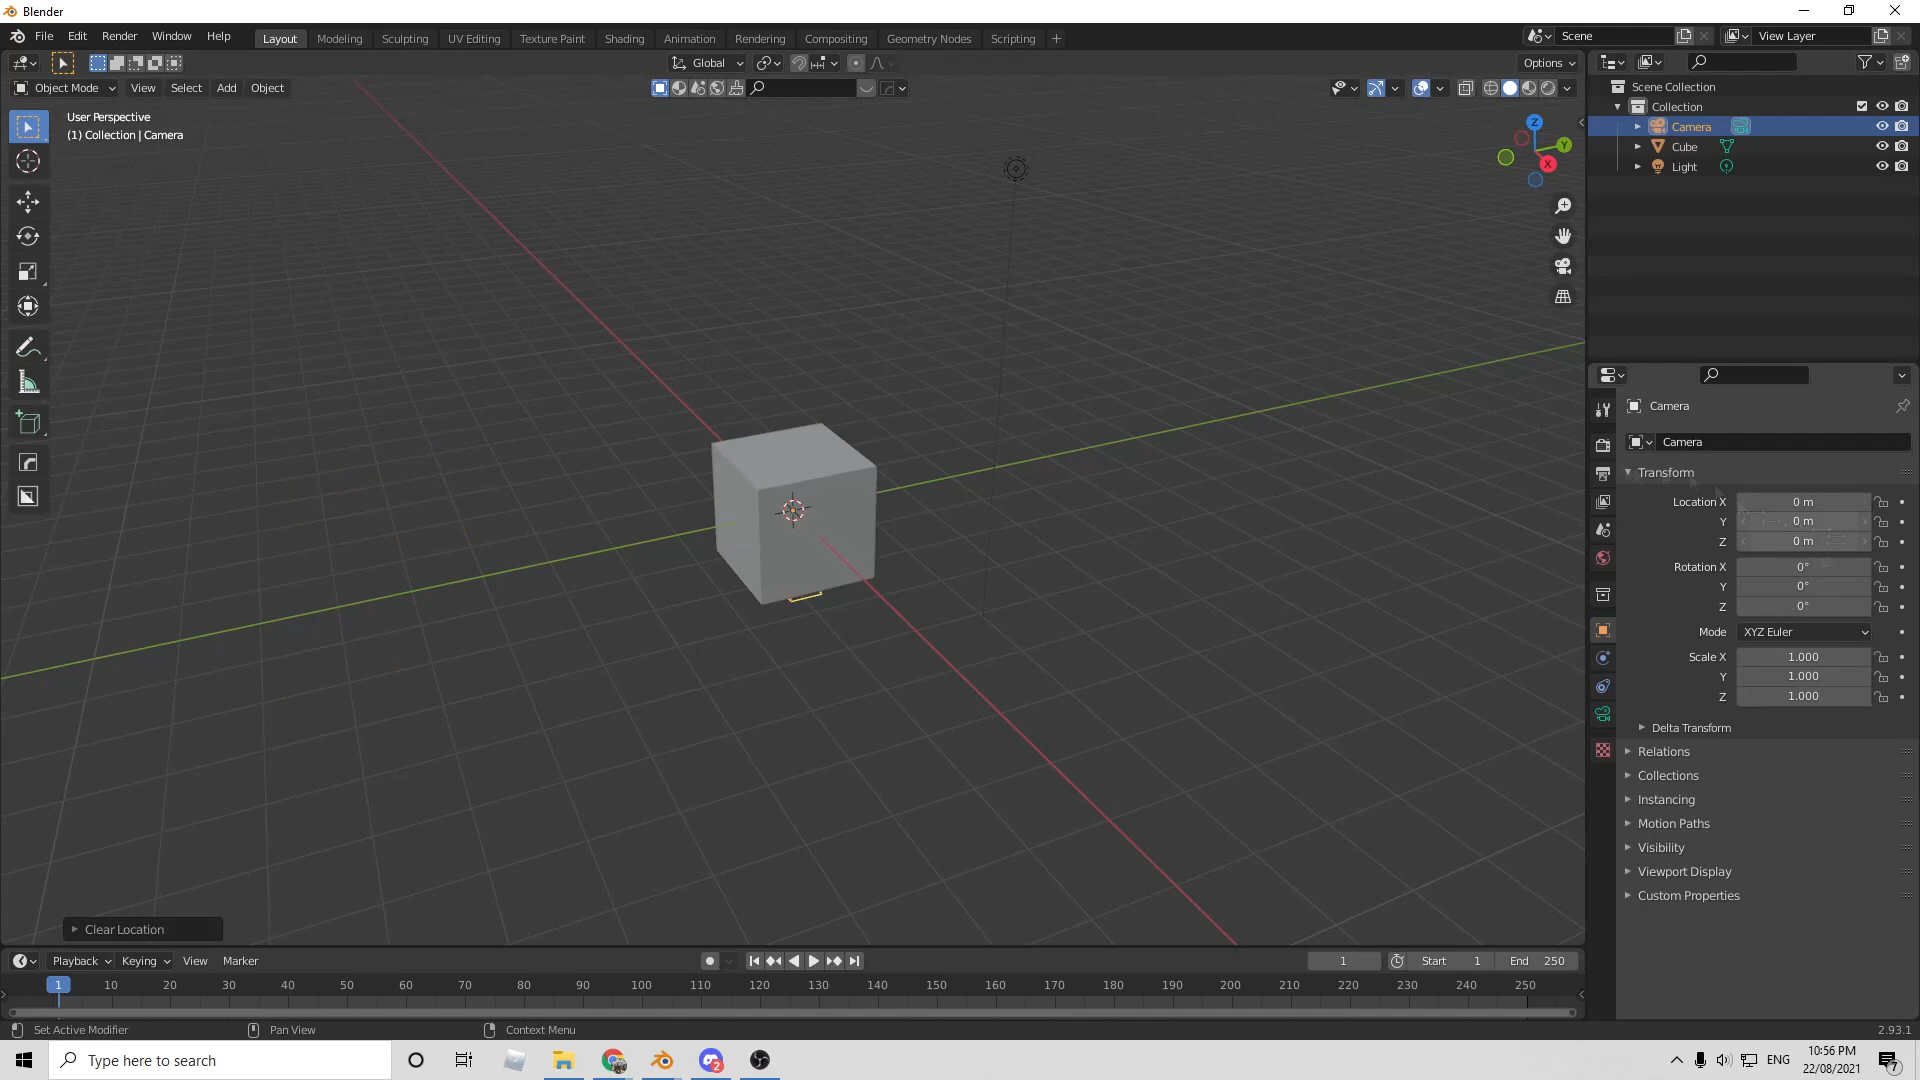 Blender
File Edit Render Window Help
Layout Modeling Sculpting UV Editing Texture Paint Shading Animation Rendering Compositing Geometry Nodes Scripting +
Scene
View Layer
Global
Options
Object Mode View Select Add Object
User Perspective
(1) Collection | Camera
Z
Y
X
Scene Collection
Collection
Camera
Cube
Light
Camera
Camera
Transform
Location X 0 m
Y 0 m
Z 0 m
Rotation X 0°
Y 0°
Z 0°
Mode XYZ Euler
Scale X 1.000
Y 1.000
Z 1.000
Delta Transform
Relations
Collections
Instancing
Motion Paths
Visibility
Viewport Display
Custom Properties
Clear Location
Playback Keying View Marker
1 Start 1 End 250
1 10 20 30 40 50 60 70 80 90 100 110 120 130 140 150 160 170 180 190 200 210 220 230 240 250
Set Active Modifier Pan View Context Menu 2.93.1
Type here to search
2
ENG
10:56 PM
22/08/2021
7